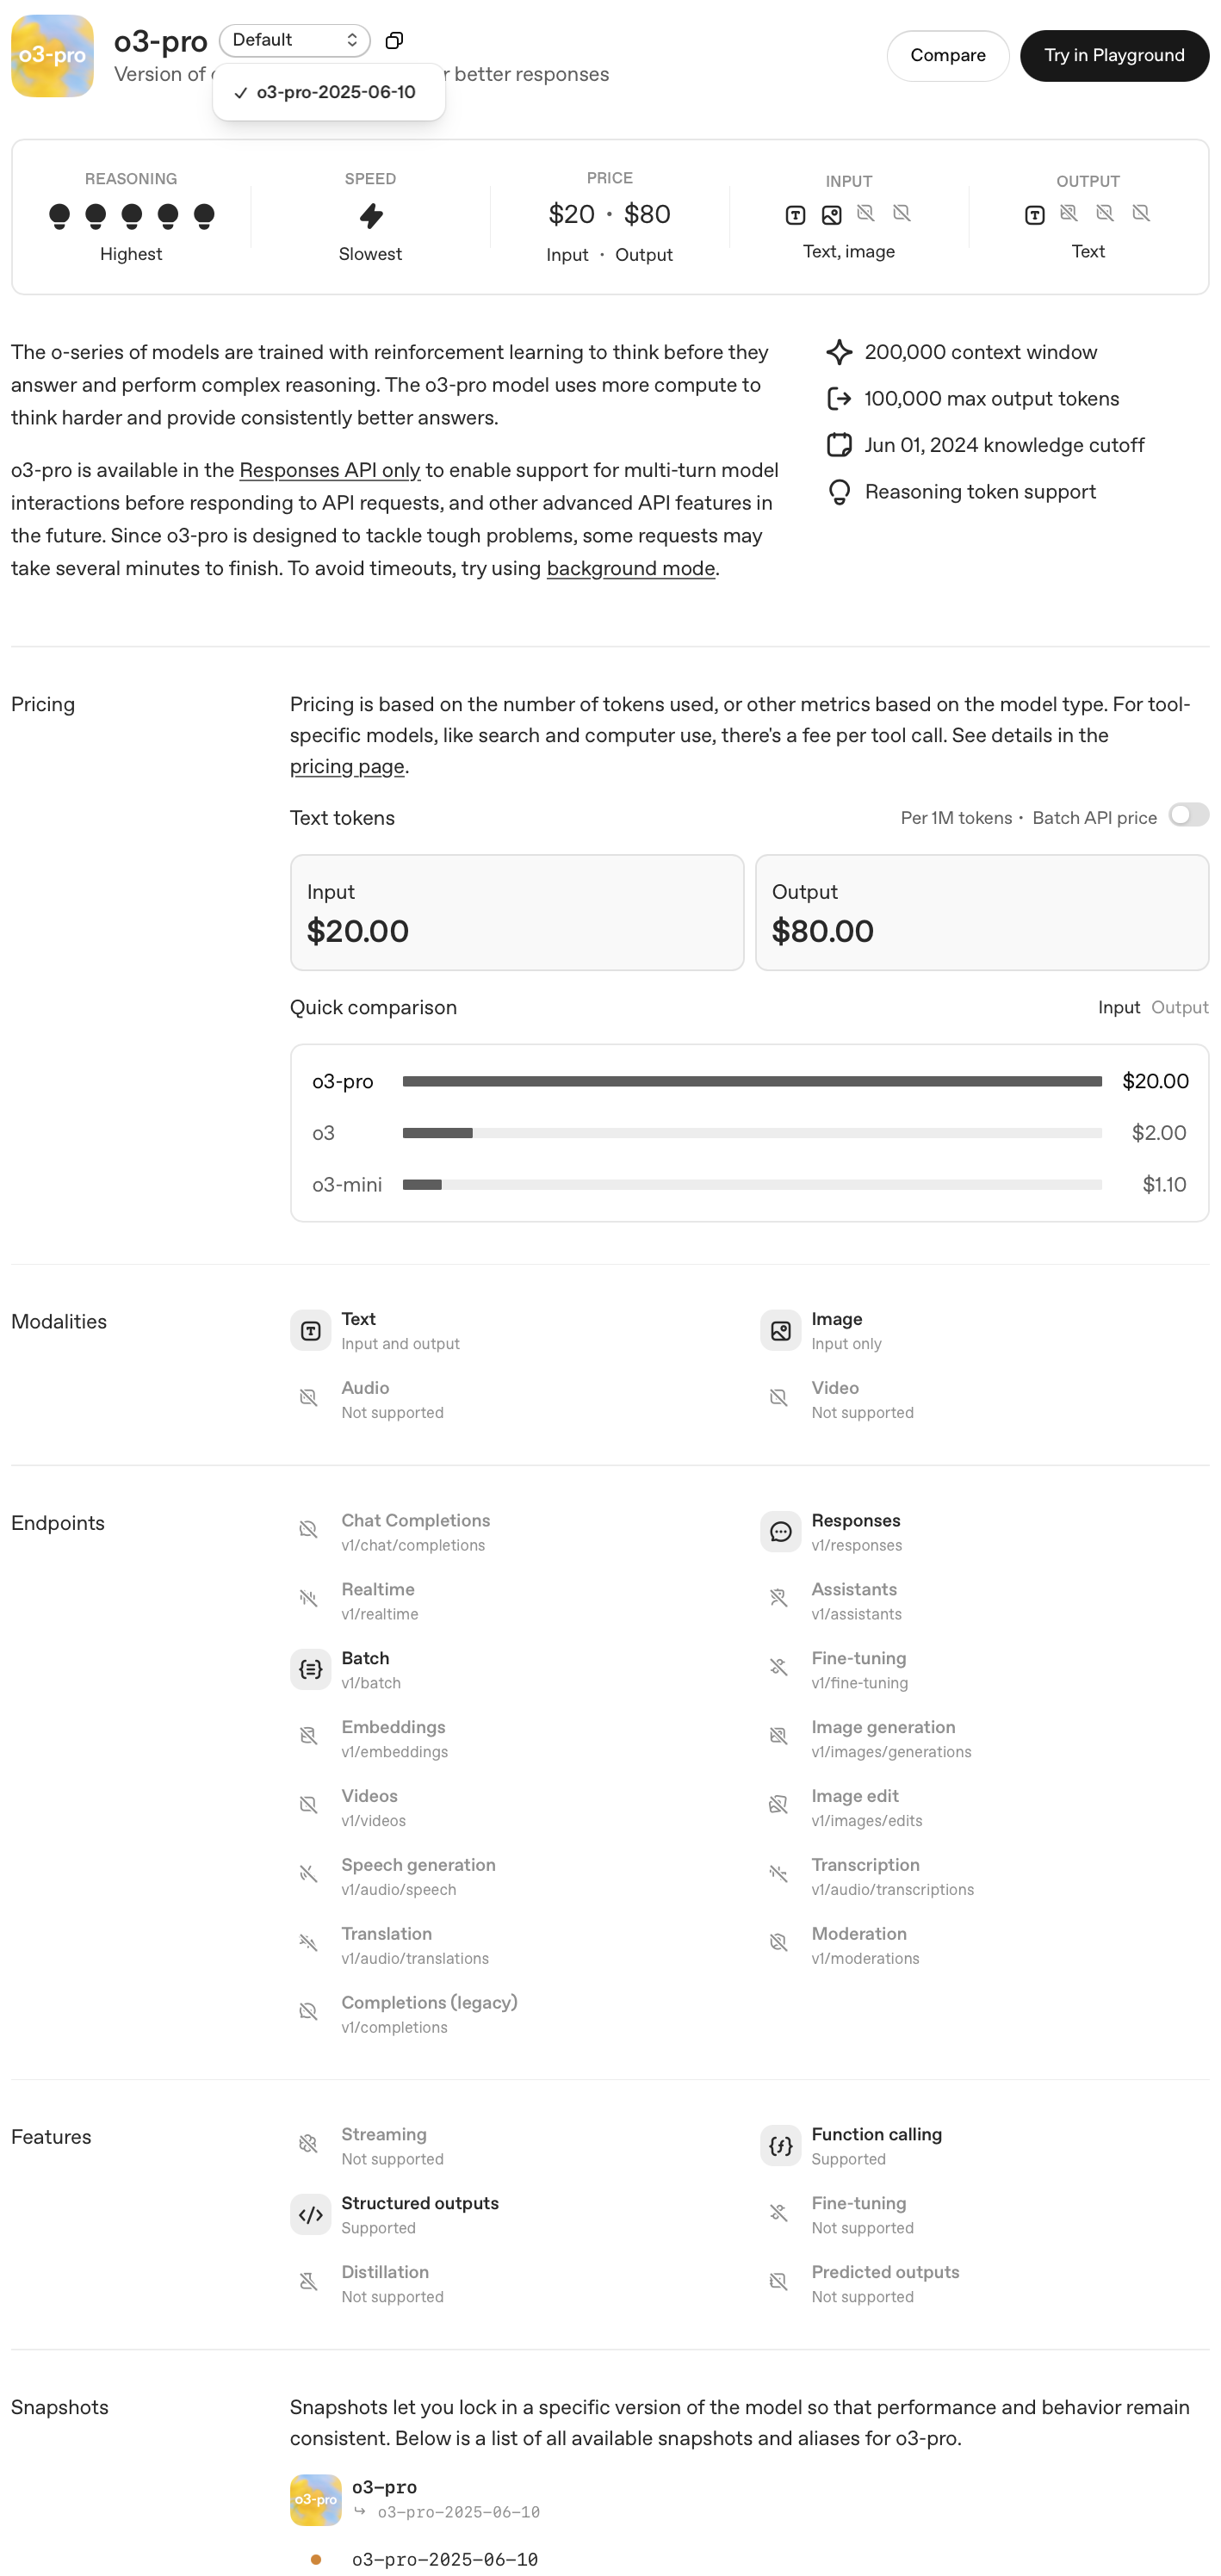 o3-pro
o3-pro
Default
Version of
r better responses
o3-pro-2025-06-10
Compare
Try in Playground
REASONING
Highest
SPEED
Slowest
PRICE
$20 • $80
Input • Output
INPUT
Text, image
OUTPUT
Text
The o-series of models are trained with reinforcement learning to think before they
answer and perform complex reasoning. The o3-pro model uses more compute to
think harder and provide consistently better answers.
o3-pro is available in the Responses API only to enable support for multi-turn model
interactions before responding to API requests, and other advanced API features in
the future. Since o3-pro is designed to tackle tough problems, some requests may
take several minutes to finish. To avoid timeouts, try using background mode.
200,000 context window
100,000 max output tokens
Jun 01, 2024 knowledge cutoff
Reasoning token support
Pricing
Pricing is based on the number of tokens used, or other metrics based on the model type. For tool-
specific models, like search and computer use, there's a fee per tool call. See details in the
pricing page.
Text tokens
Per 1M tokens • Batch API price
Input
$20.00
Output
$80.00
Quick comparison
Input Output
o3-pro $20.00
o3 $2.00
o3-mini $1.10
Modalities
Text
Input and output
Image
Input only
Audio
Not supported
Video
Not supported
Endpoints
Chat Completions
v1/chat/completions
Responses
v1/responses
Realtime
v1/realtime
Assistants
v1/assistants
Batch
v1/batch
Fine-tuning
v1/fine-tuning
Embeddings
v1/embeddings
Image generation
v1/images/generations
Videos
v1/videos
Image edit
v1/images/edits
Speech generation
v1/audio/speech
Transcription
v1/audio/transcriptions
Translation
v1/audio/translations
Moderation
v1/moderations
Completions (legacy)
v1/completions
Features
Streaming
Not supported
Function calling
Supported
Structured outputs
Supported
Fine-tuning
Not supported
Distillation
Not supported
Predicted outputs
Not supported
Snapshots
Snapshots let you lock in a specific version of the model so that performance and behavior remain
consistent. Below is a list of all available snapshots and aliases for o3-pro.
o3-pro
o3-pro
o3-pro-2025-06-10
o3-pro-2025-06-10